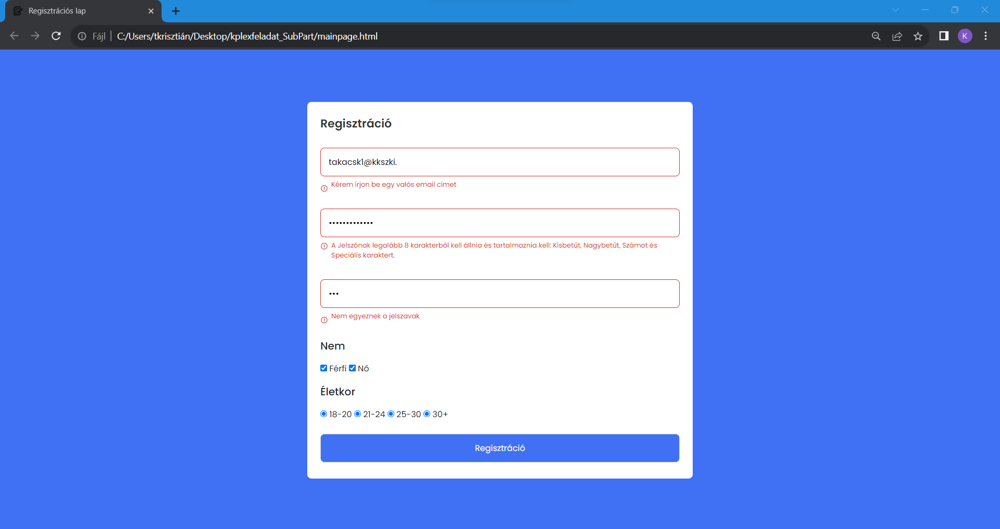 Regisztrációs lap
Fájl C:/Users/tkrisztián/Desktop/kplexfeladat_SubPart/mainpage.html
K
Regisztráció
takacsk1@kkszki.
Kérem írjon be egy valós email címet
•••••••••••••
A Jelszónak legalább 8 karakterből kell állnia és tartalmaznia kell: Kisbetűt, Nagybetűt, Számot és
Speciális karaktert.
•••
Nem egyeznek a jelszavak
Nem
Férfi Nő
Életkor
18-20 21-24 25-30 30+
Regisztráció